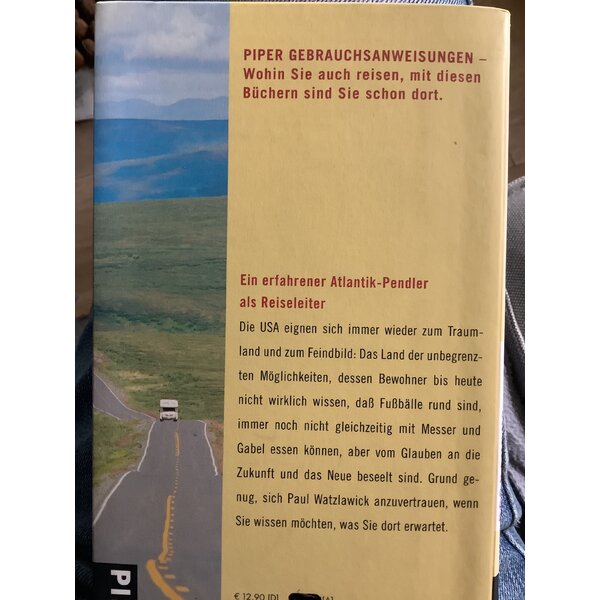 PIPER GEBRAUCHSANWEISUNGEN –
Wohin Sie auch reisen, mit diesen
Büchern sind Sie schon dort.
Ein erfahrener Atlantik-Pendler
als Reiseleiter
Die USA eignen sich immer wieder zum Traum-
land und zum Feindbild: Das Land der unbegrenz-
ten Möglichkeiten, dessen Bewohner bis heute
nicht wirklich wissen, daß Fußbälle rund sind,
immer noch nicht gleichzeitig mit Messer und
Gabel essen können, aber vom Glauben an die
Zukunft und das Neue beseelt sind. Grund ge-
nug, sich Paul Watzlawick anzuvertrauen, wenn
Sie wissen möchten, was Sie dort erwartet.
€ 12,90 [D]
[A]
PI